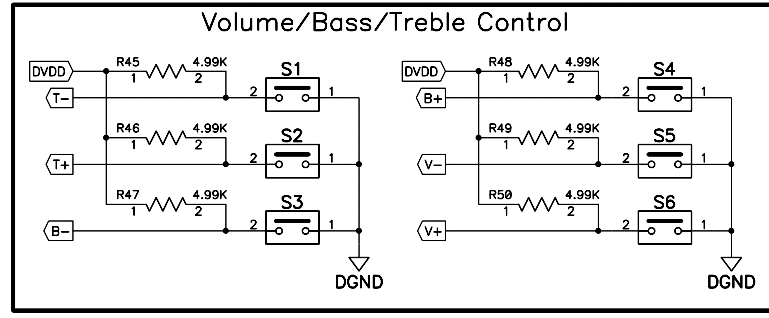 Volume/Bass/Treble Control
R45 4.99K S1 R48 4.99K S4
DVDD 1 2 DVDD 1 2
T- 2 1 B+ 2 1
R46 4.99K S2 R49 4.99K S5
1 2 1 2
T+ 2 1 V- 2 1
R47 4.99K S3 R50 4.99K S6
1 2 1 2
B- 2 1 V+ 2 1
DGND DGND